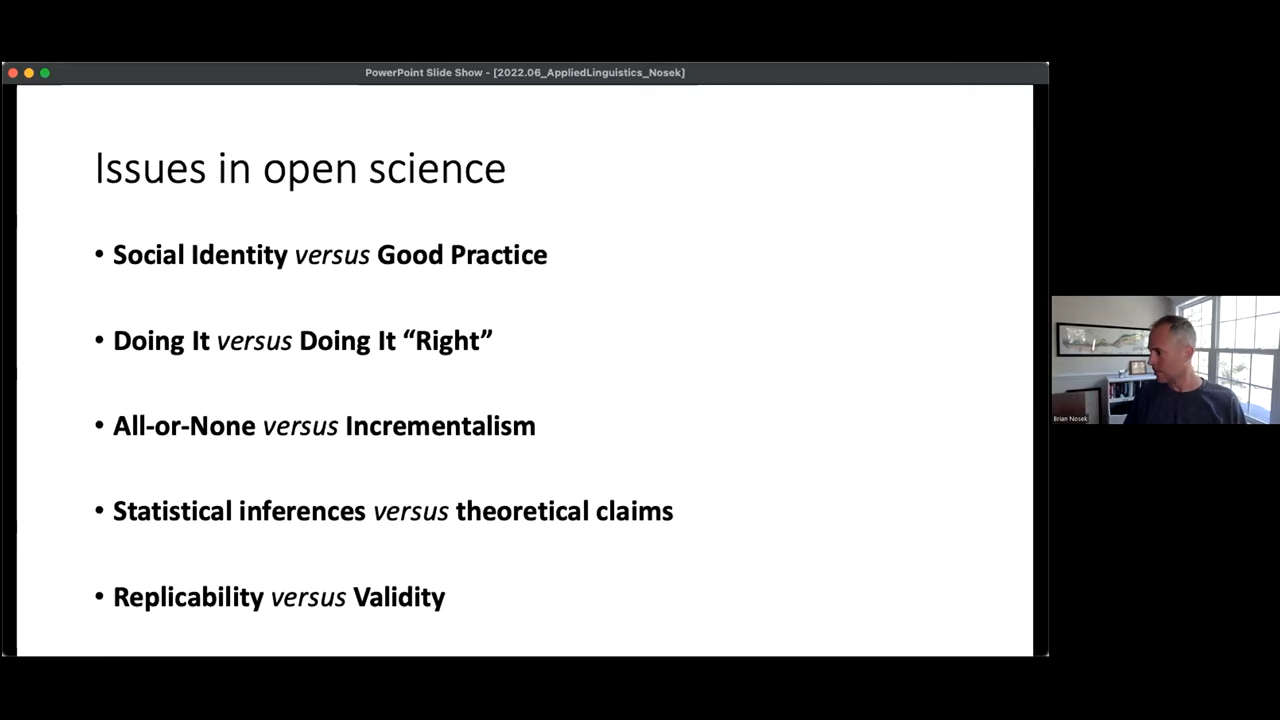 PowerPoint Slide Show - [2022.06_AppliedLinguistics_Nosek]
Issues in open science
• Social Identity versus Good Practice
• Doing It versus Doing It “Right”
• All-or-None versus Incrementalism
• Statistical inferences versus theoretical claims
• Replicability versus Validity
Brian Nosek